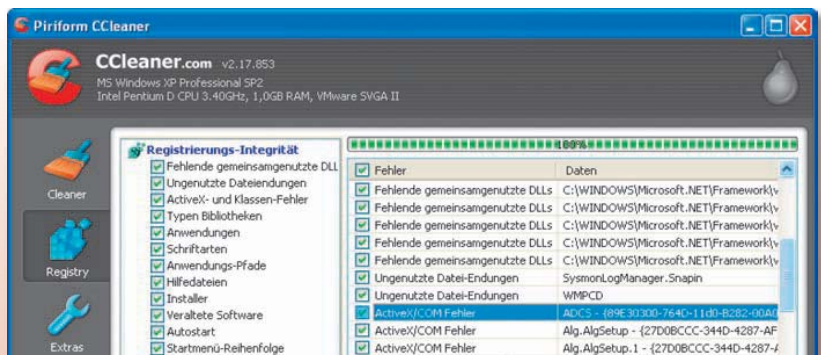 Piriform CCleaner
CCleaner.com v2.17.853
MS Windows XP Professional SP2
Intel Pentium D CPU 3.40GHz, 1,0GB RAM, VMware SVGA II
Cleaner
Registry
Extras
Registrierungs-Integrität
Fehlende gemeinsamgenutzte DLL
Ungenutzte Dateiendungen
ActiveX- und Klassen-Fehler
Typen Bibliotheken
Anwendungen
Schriftarten
Anwendungs-Pfade
Hilfedateien
Installer
Veraltete Software
Autostart
Startmenü-Reihenfolge
100%
Fehler Daten
Fehlende gemeinsamgenutzte DLLs C:\WINDOWS\Microsoft.NET\Framework\v
Fehlende gemeinsamgenutzte DLLs C:\WINDOWS\Microsoft.NET\Framework\v
Fehlende gemeinsamgenutzte DLLs C:\WINDOWS\Microsoft.NET\Framework\v
Fehlende gemeinsamgenutzte DLLs C:\WINDOWS\Microsoft.NET\Framework\v
Fehlende gemeinsamgenutzte DLLs C:\WINDOWS\Microsoft.NET\Framework\v
Ungenutzte Datei-Endungen SysmonLogManager.Snapin
Ungenutzte Datei-Endungen WMPCD
ActiveX/COM Fehler ADCS - {89E30300-764D-11d0-B282-00A0
ActiveX/COM Fehler Alg.AlgSetup - {27D0BCCC-344D-4287-AF
ActiveX/COM Fehler Alg.AlgSetup.1 - {27D0BCCC-344D-4287-A